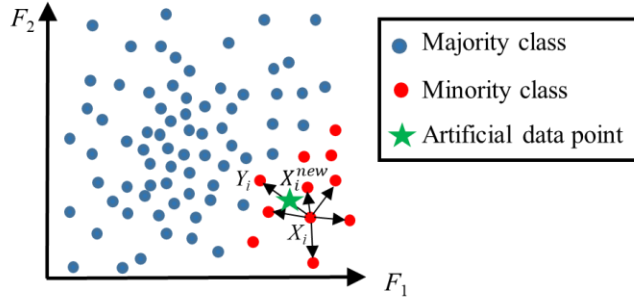 F₂
Majority class
Minority class
Artificial data point
Yᵢ
Xᵢⁿᵉʷ
Xᵢ
F₁